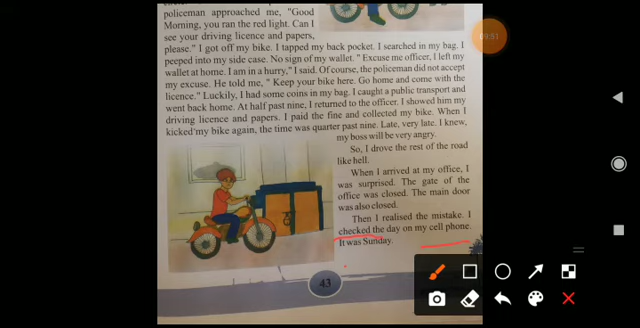 policeman approached me, "Good
Morning, you ran the red light. Can I
see your driving licence and papers,
please." I got off my bike. I tapped my back pocket. I searched in my bag. I
peeped into my side case. No sign of my wallet. " Excuse me officer, I left my
wallet at home. I am in a hurry," I said. Of course, the policeman did not accept
my excuse. He told me, " Keep your bike here. Go home and come with the
licence." Luckily, I had some coins in my bag. I caught a public transport and
went back home. At half past nine, I returned to the officer. I showed him my
driving licence and papers. I paid the fine and collected my bike. When I
kicked my bike again, the time was quarter past nine. Late, very late. I knew,
my boss will be very angry.
So, I drove the rest of the road
like hell.
When I arrived at my office, I
was surprised. The gate of the
office was closed. The main door
was also closed.
Then I realised the mistake. I
checked the day on my cell phone.
It was Sunday.
43
09:51